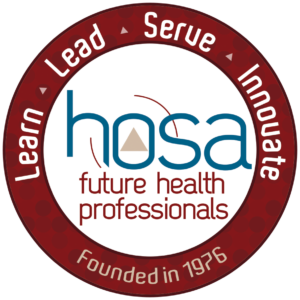 Learn Lead Serve Innovate
hosa
future health
professionals
Founded in 1976